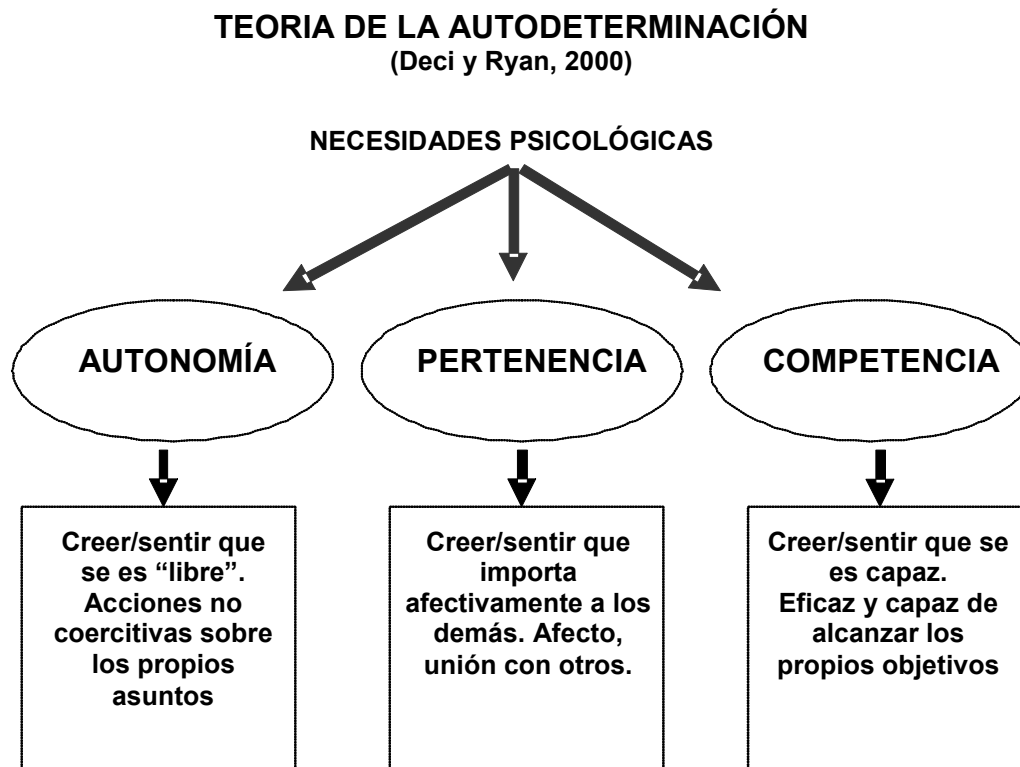 TEORIA DE LA AUTODETERMINACIÓN
(Deci y Ryan, 2000)
NECESIDADES PSICOLÓGICAS
AUTONOMÍA
PERTENENCIA
COMPETENCIA
Creer/sentir que
se es “libre”.
Acciones no
coercitivas sobre
los propios
asuntos
Creer/sentir que
importa
afectivamente a los
demás. Afecto,
unión con otros.
Creer/sentir que se
es capaz.
Eficaz y capaz de
alcanzar los
propios objetivos